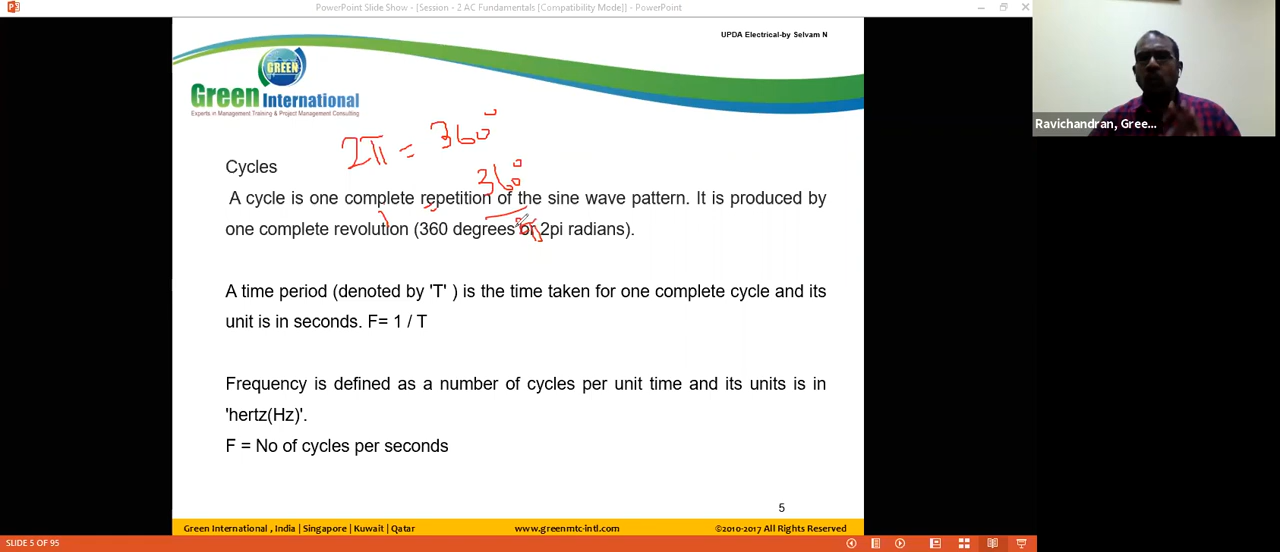 PowerPoint Slide Show - [Session - 2 AC Fundamentals [Compatibility Mode]] - PowerPoint
UPDA Electrical-by Selvam N
GREEN
Green International
Experts in Management Training & Project Management Consulting
Ravichandran, Gree...
2π = 360°
Cycles
360°
A cycle is one complete repetition of the sine wave pattern. It is produced by
one complete revolution (360 degrees or 2pi radians).
A time period (denoted by 'T' ) is the time taken for one complete cycle and its
unit is in seconds. F= 1 / T
Frequency is defined as a number of cycles per unit time and its units is in
'hertz(Hz)'.
F = No of cycles per seconds
5
Green International , India | Singapore | Kuwait | Qatar
www.greenmtc-intl.com
©2010-2017 All Rights Reserved
SLIDE 5 OF 95